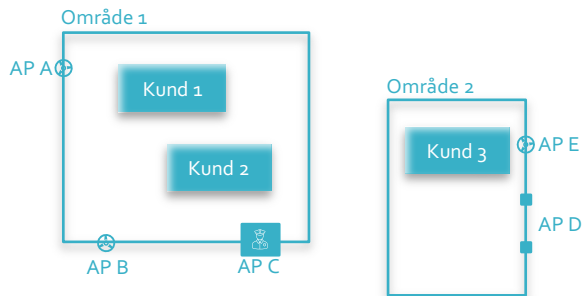 Område 1
AP A
Kund 1
Kund 2
AP B
AP C
Område 2
Kund 3
AP E
AP D